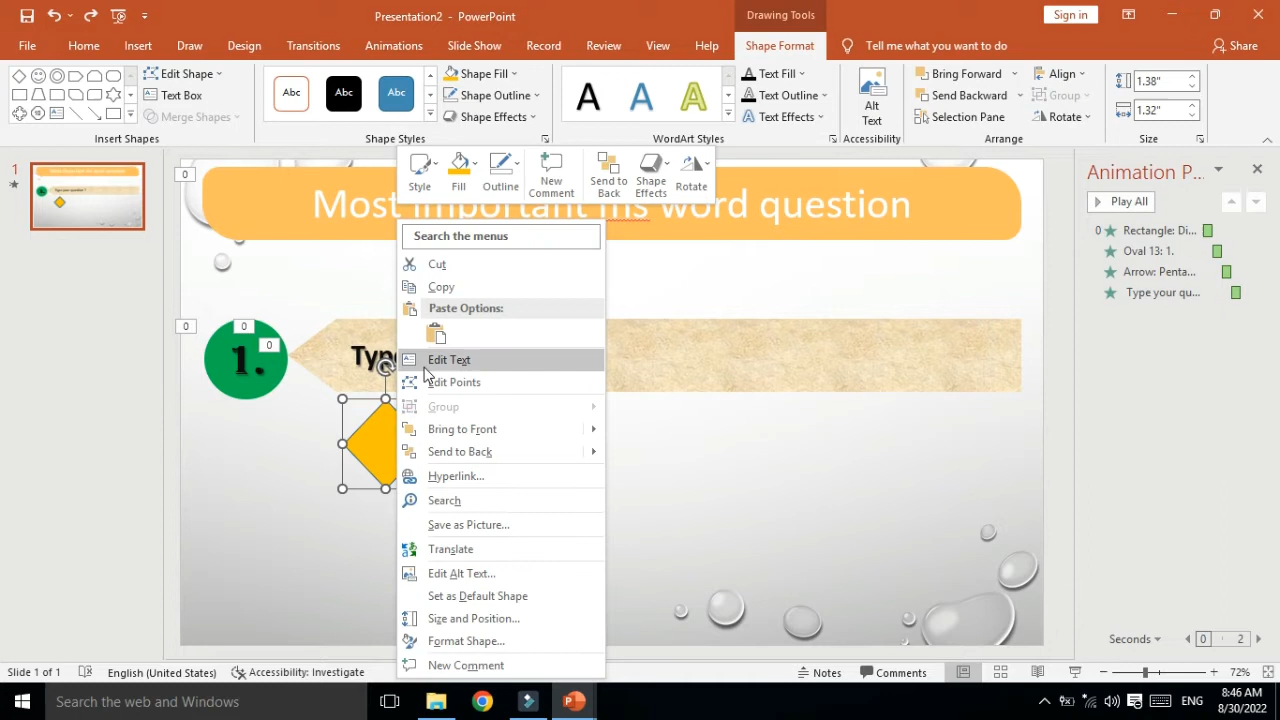 Presentation2 - PowerPoint
Drawing Tools
Sign in
File
Home
Insert
Draw
Design
Transitions
Animations
Slide Show
Record
Review
View
Help
Shape Format
Tell me what you want to do
Share
Edit Shape
Text Box
Merge Shapes
Insert Shapes
Abc
Abc
Abc
Shape Fill
Shape Outline
Shape Effects
Shape Styles
A
A
A
Text Fill
Text Outline
Text Effects
WordArt Styles
Alt
Text
Accessibility
Bring Forward
Send Backward
Selection Pane
Align
Group
Rotate
Arrange
1.38"
1.32"
Size
1
0
Style
Fill
Outline
New
Comment
Send to
Back
Shape
Effects
Rotate
Most important his word question
Search the menus
Cut
Copy
Paste Options:
Edit Text
Edit Points
Group
Bring to Front
Send to Back
Hyperlink...
Search
Save as Picture...
Translate
Edit Alt Text...
Set as Default Shape
Size and Position...
Format Shape...
New Comment
0
0
0
1.
Animation P...
Play All
0
Rectangle: Di...
Oval 13: 1.
Arrow: Penta...
Type your qu...
Seconds
0
2
Slide 1 of 1
English (United States)
Accessibility: Investigate
Notes
Comments
72%
Search the web and Windows
ENG
8:46 AM
8/30/2022